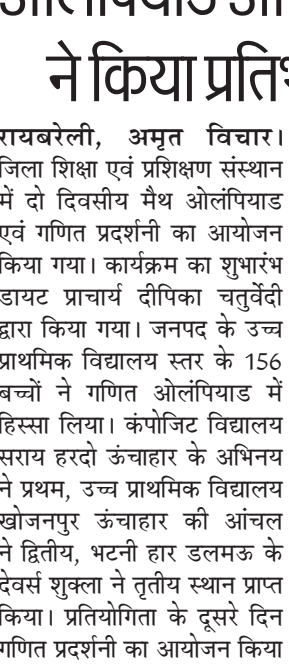 ने किया
रायबरेली, अमृत विचार।
जिला शिक्षा एवं प्रशिक्षण संस्थान
में दो दिवसीय मैथ ओलंपियाड
एवं गणित प्रदर्शनी का आयोजन
किया गया। कार्यक्रम का शुभारंभ
डायट प्राचार्य दीपिका चतुर्वेदी
द्वारा किया गया। जनपद के उच्च
प्राथमिक विद्यालय स्तर के 156
बच्चों ने गणित ओलंपियाड में
हिस्सा लिया। कंपोजिट विद्यालय
सराय हरदो ऊंचाहार के अभिनय
ने प्रथम, उच्च प्राथमिक विद्यालय
खोजनपुर ऊंचाहार की आंचल
ने द्वितीय, भटनी हार डलमऊ के
देवर्स शुक्ला ने तृतीय स्थान प्राप्त
किया। प्रतियोगिता के दूसरे दिन
गणित प्रदर्शनी का आयोजन किया